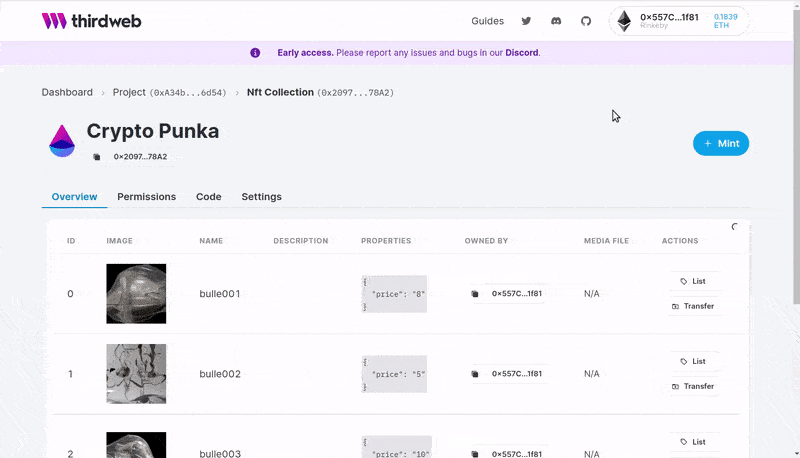 thirdweb Guides 0x557C...1f81 0.1839
Rinkeby ETH
Early access. Please report any issues and bugs in our Discord.
Dashboard › Project (0xA34b...6d54) › Nft Collection (0x2097...78A2)
Crypto Punka
0x2097...78A2
+ Mint
Overview Permissions Code Settings
ID IMAGE NAME DESCRIPTION PROPERTIES OWNED BY MEDIA FILE ACTIONS
0 bulle001 { "price": "8" } 0x557C...1f81 N/A List
Transfer
1 bulle002 { "price": "5" } 0x557C...1f81 N/A List
Transfer
2 bulle003 { "price": "10" 0x557C...1f81 N/A List
Transfer